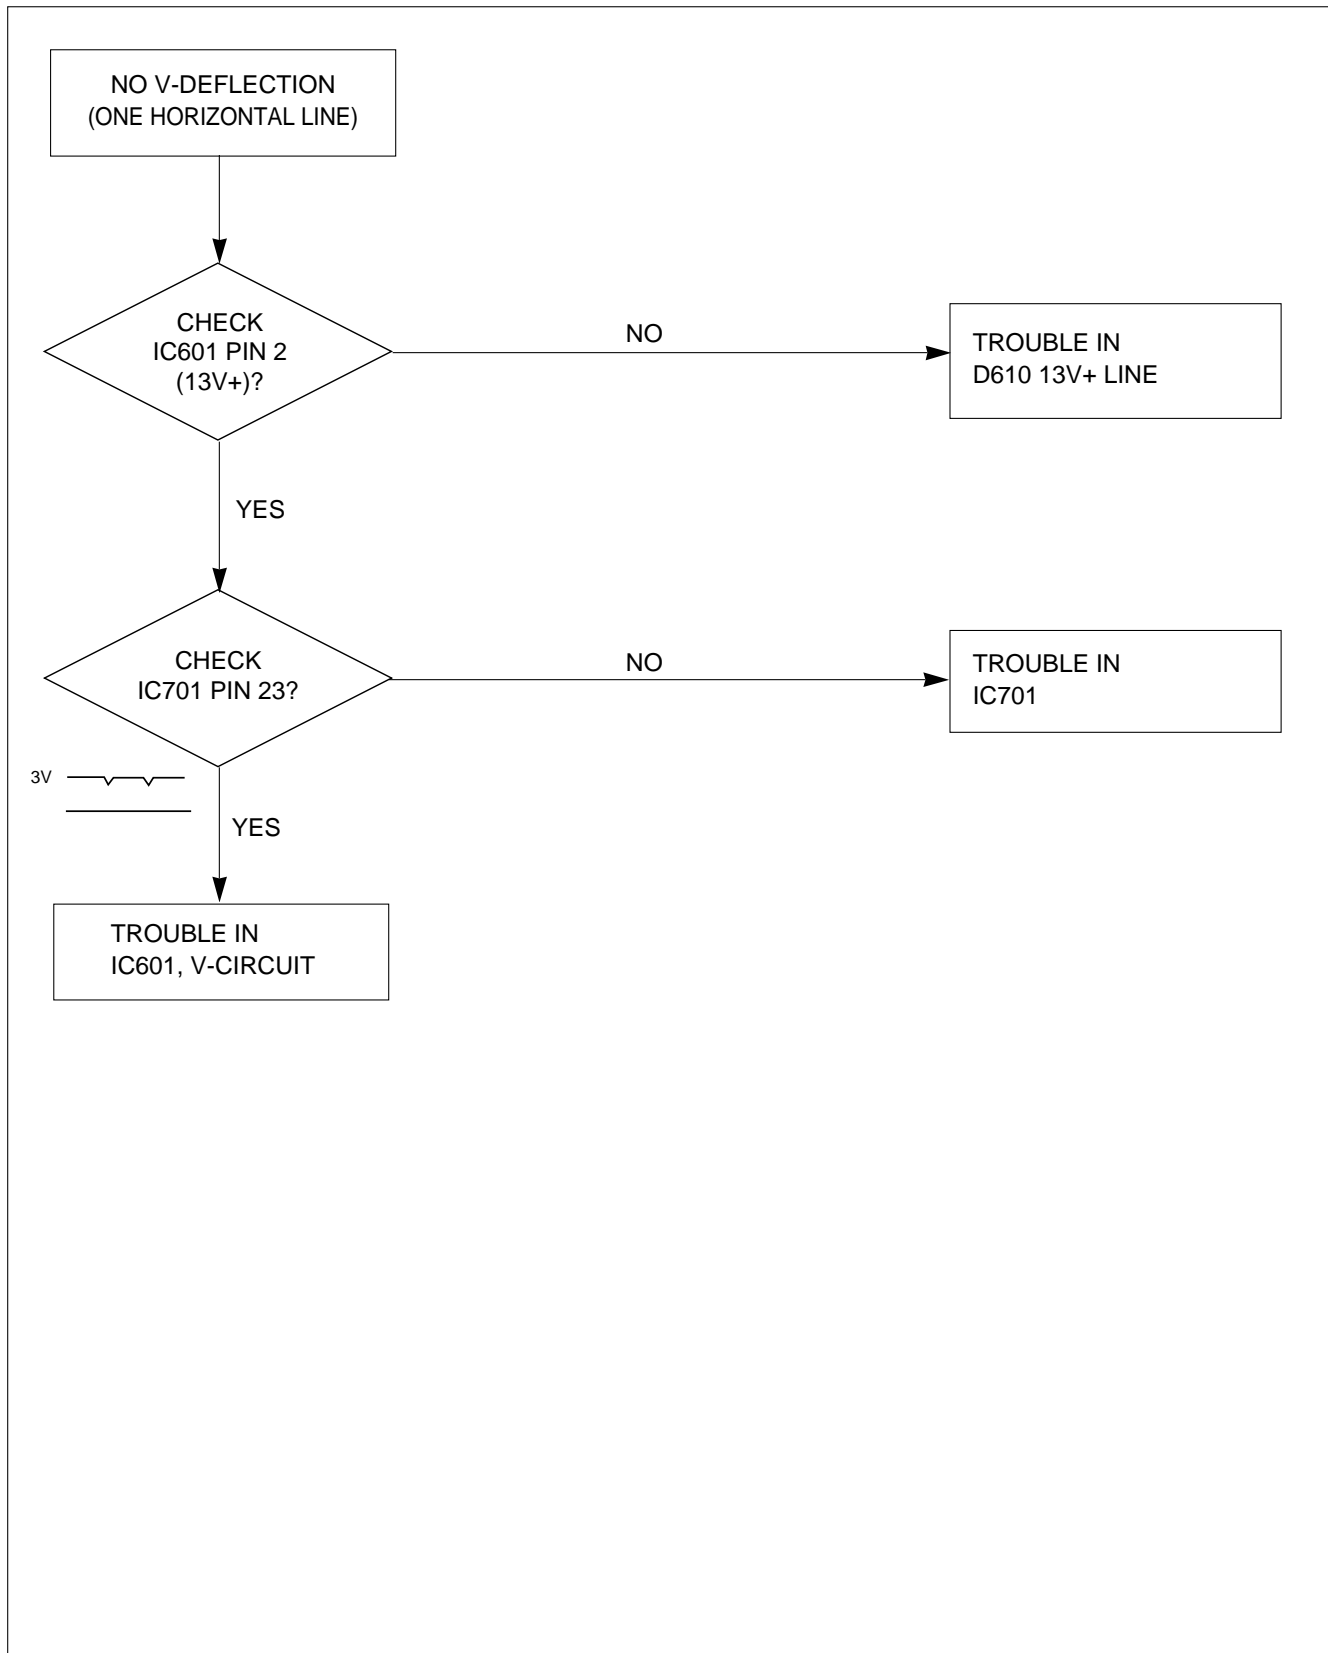 NO V-DEFLECTION
(ONE HORIZONTAL LINE)
CHECK
IC601 PIN 2
(13V+)?
NO
TROUBLE IN
D610 13V+ LINE
YES
CHECK
IC701 PIN 23?
NO
TROUBLE IN
IC701
3V
YES
TROUBLE IN
IC601, V-CIRCUIT